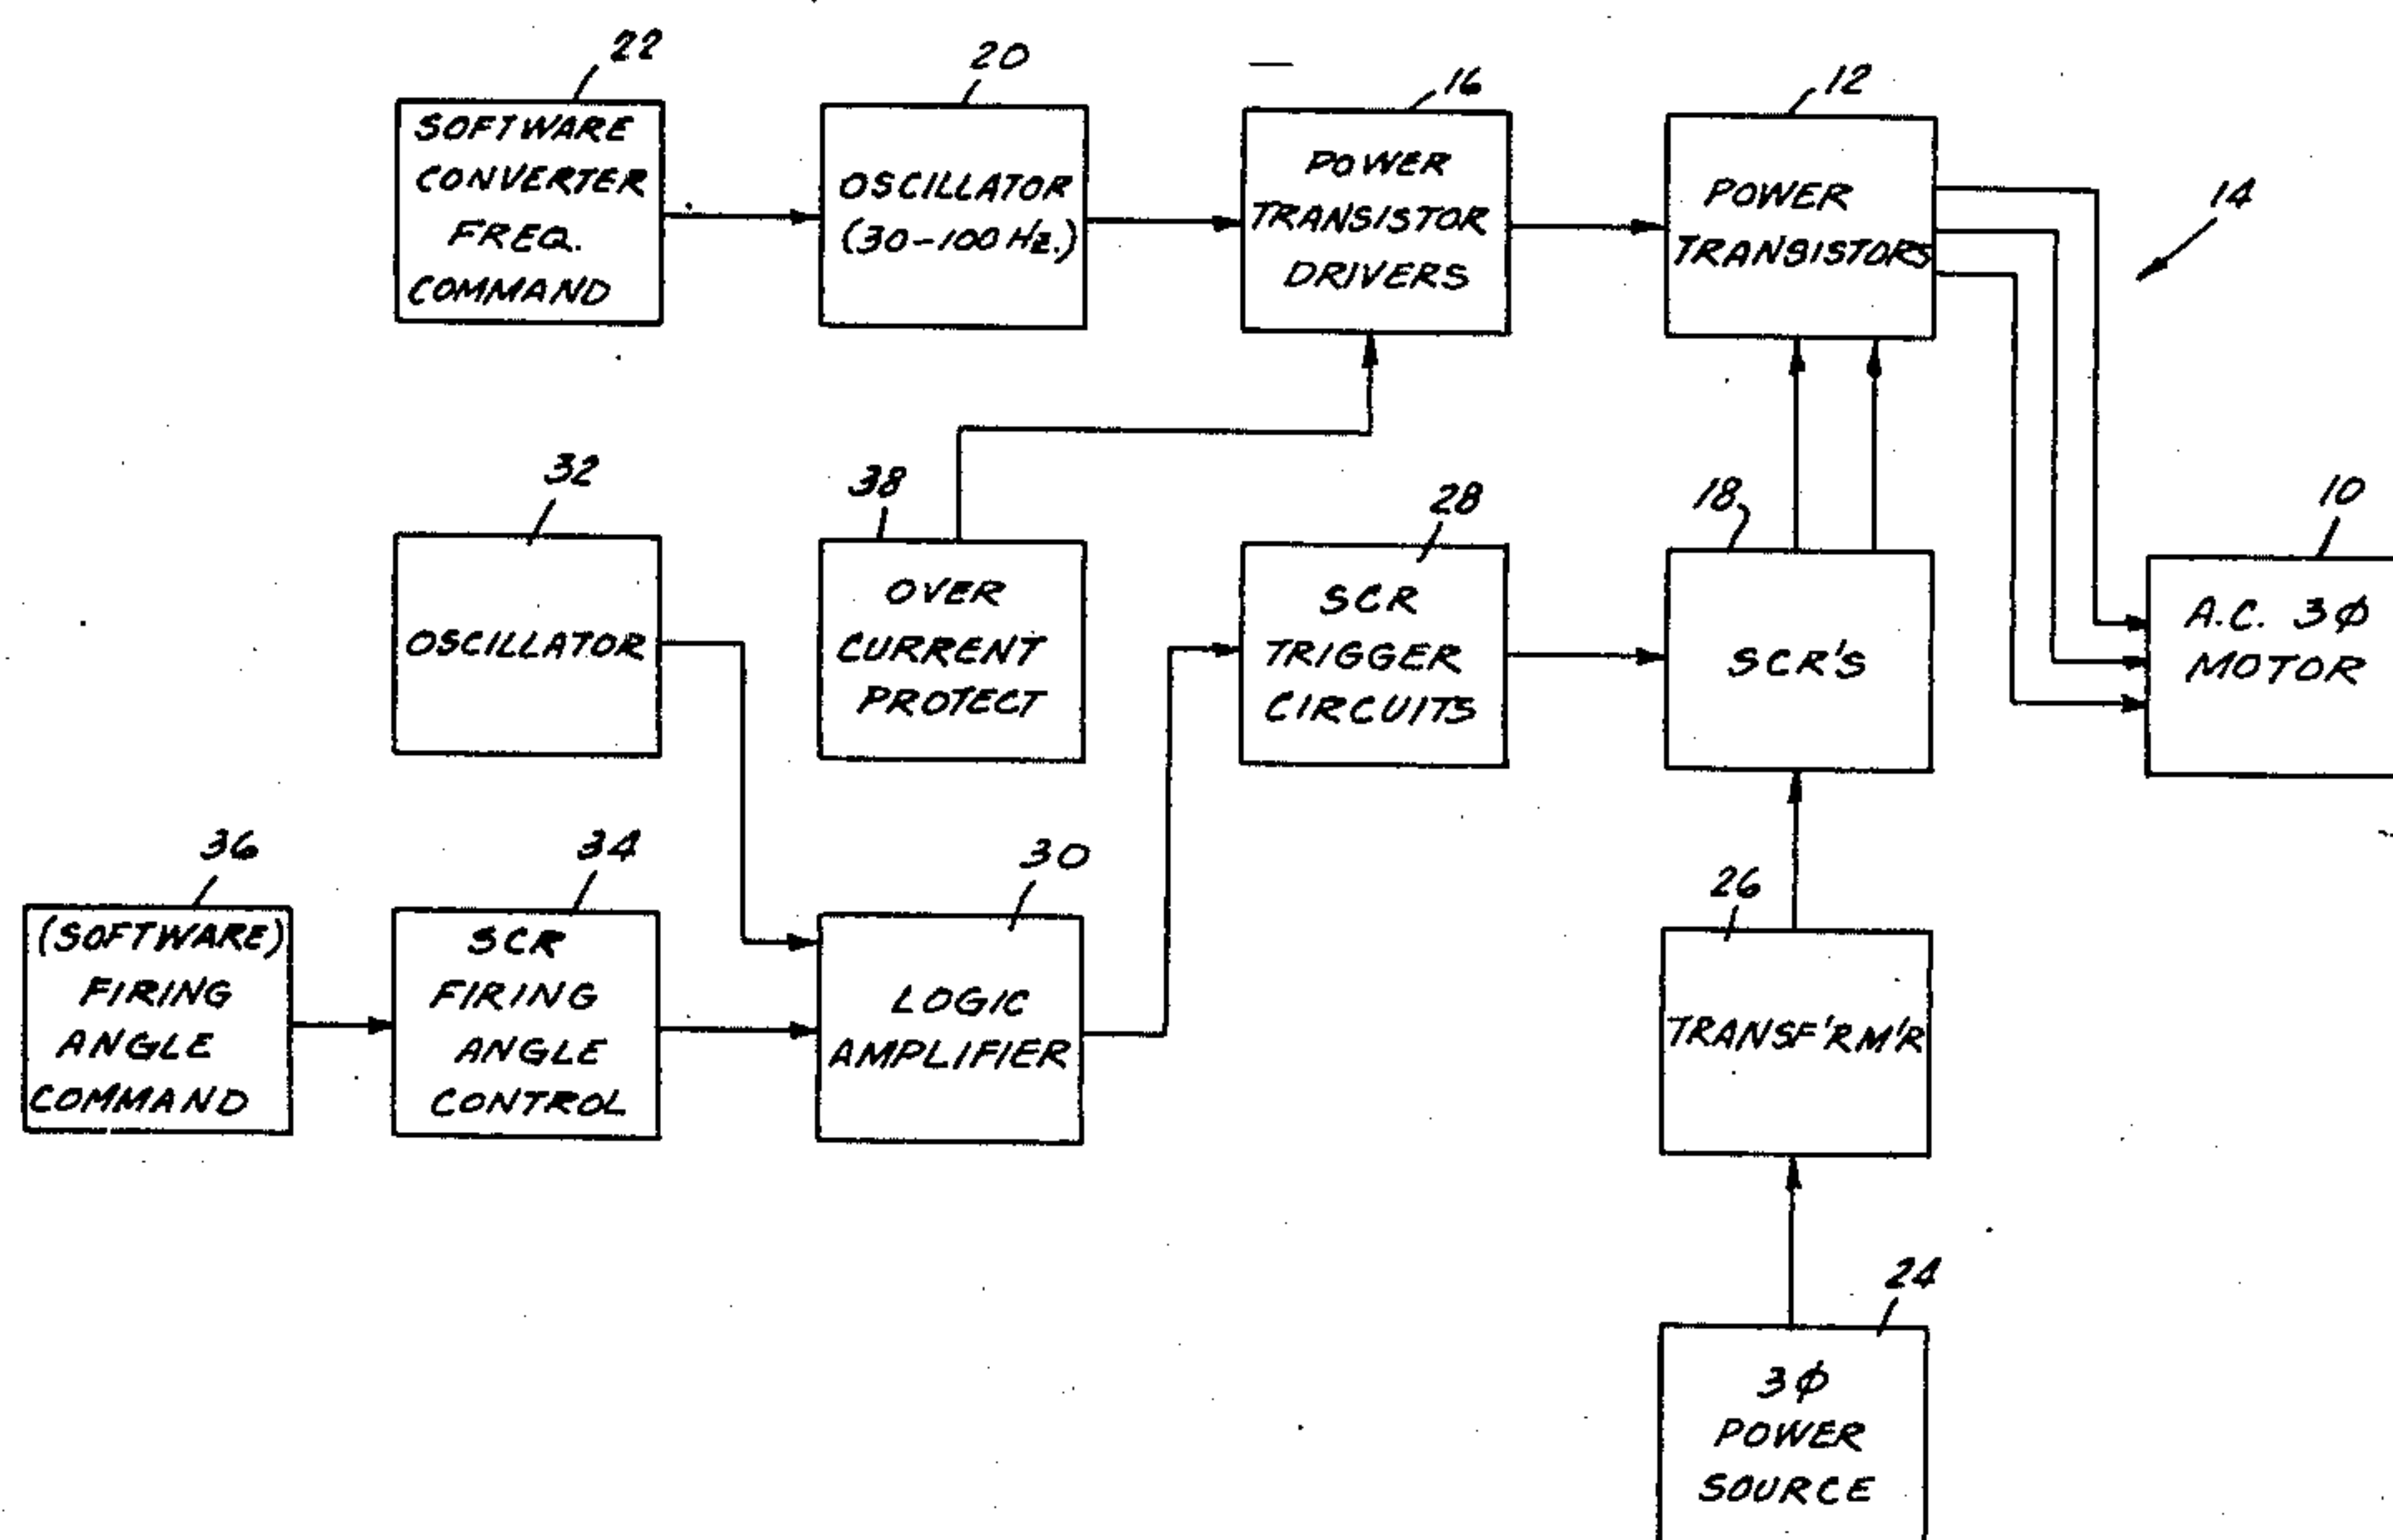 22
SOFTWARE
CONVERTER
FREQ.
COMMAND
20
OSCILLATOR
(30-100 HZ.)
16
POWER
TRANSISTOR
DRIVERS
12
POWER
TRANSISTORS
14
32
OSCILLATOR
38
OVER
CURRENT
PROTECT
28
SCR
TRIGGER
CIRCUITS
18
SCR'S
10
A.C. 3φ
MOTOR
36
(SOFTWARE)
FIRING
ANGLE
COMMAND
34
SCR
FIRING
ANGLE
CONTROL
30
LOGIC
AMPLIFIER
26
TRANSF'RM'R
24
3φ
POWER
SOURCE